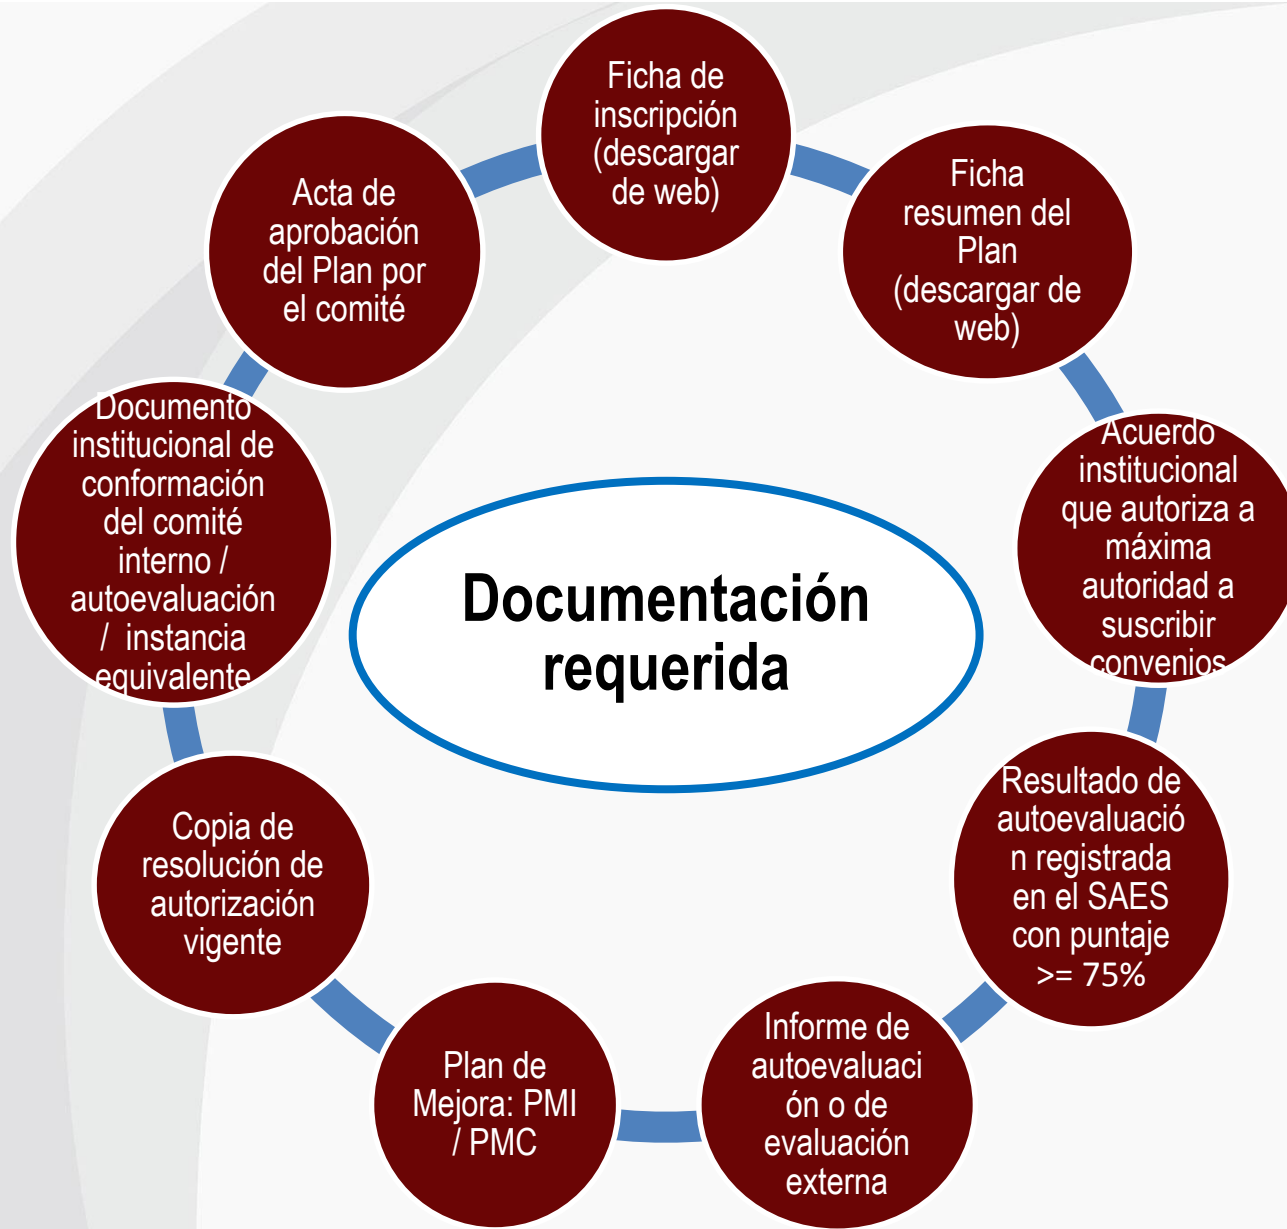 Ficha de
inscripción
(descargar
de web)
Ficha
resumen del
Plan
(descargar de
web)
Acuerdo
institucional
que autoriza a
máxima
autoridad a
suscribir
convenios
Resultado de
autoevaluació
n registrada
en el SAES
con puntaje
>= 75%
Informe de
autoevaluaci
ón o de
evaluación
externa
Plan de
Mejora: PMI
/ PMC
Copia de
resolución de
autorización
vigente
Documento
institucional de
conformación
del comité
interno /
autoevaluación
/ instancia
equivalente
Acta de
aprobación
del Plan por
el comité
Documentación
requerida